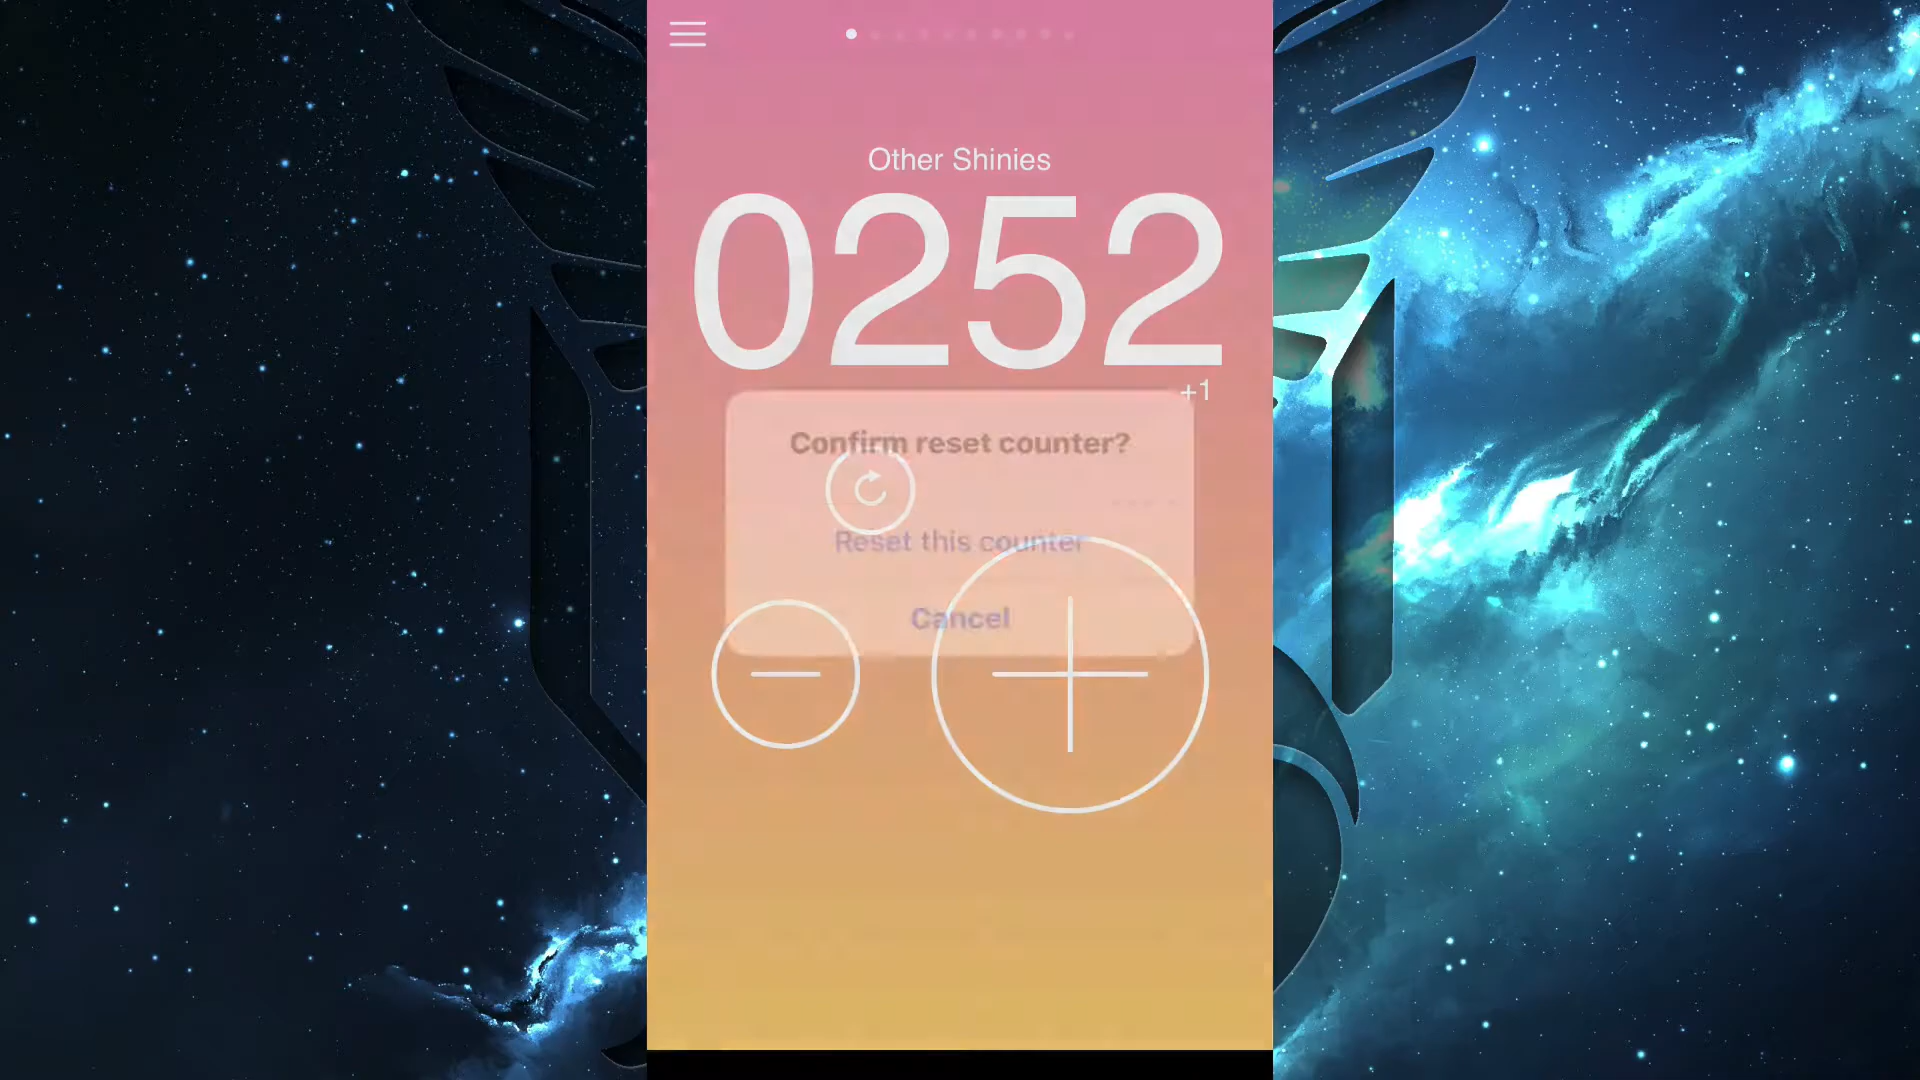 Other Shinies
0252
+1
Confirm reset counter?
Reset this counter
Cancel